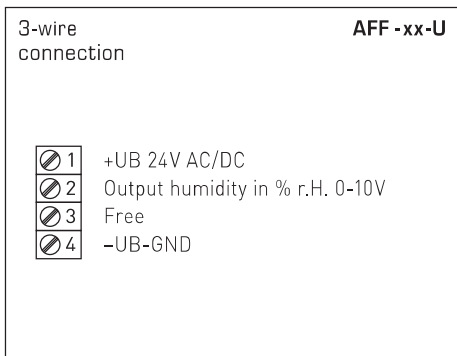 3-wire
connection
AFF-xx-U
1 +UB 24V AC/DC
2 Output humidity in % r.H. 0-10V
3 Free
4 –UB-GND